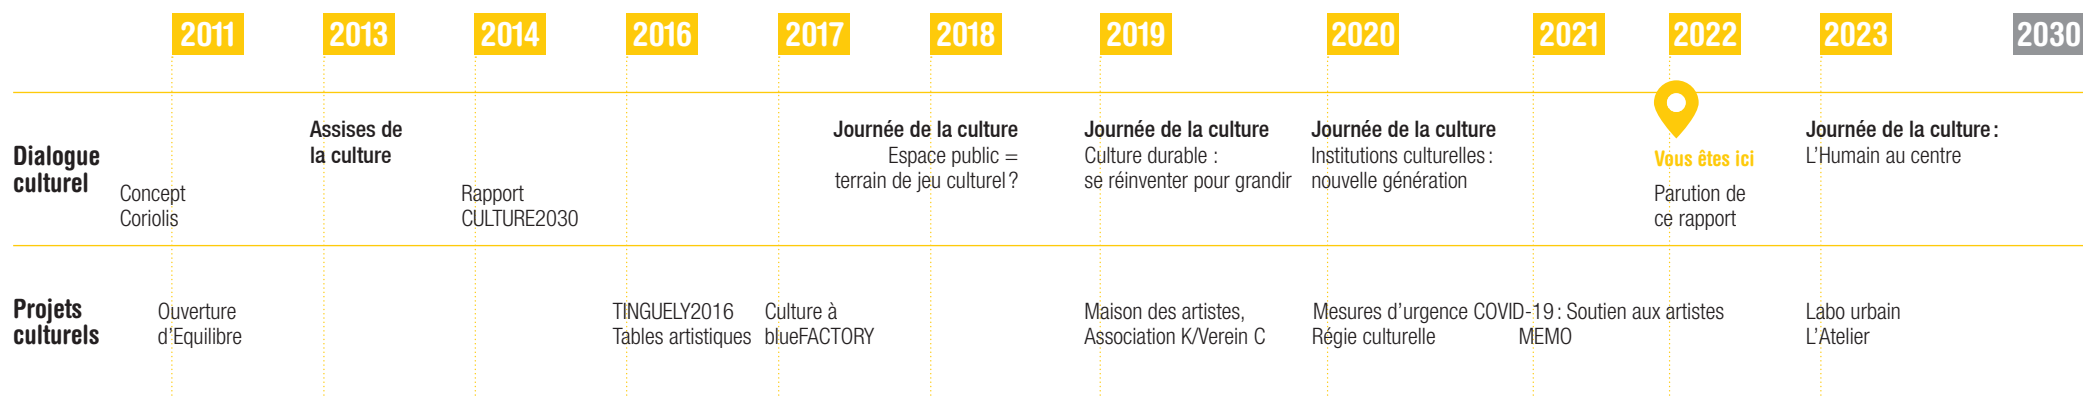 2011 2013 2014 2016 2017 2018 2019 2020 2021 2022 2023 2030
Dialogue
culturel
Concept
Coriolis
Assises de
la culture
Rapport
CULTURE2030
Journée de la culture
Espace public =
terrain de jeu culturel ?
Journée de la culture
Culture durable :
se réinventer pour grandir
Journée de la culture
Institutions culturelles :
nouvelle génération
Vous êtes ici
Parution de
ce rapport
Journée de la culture :
L'Humain au centre
Projets
culturels
Ouverture
d'Equilibre
TINGUELY2016
Tables artistiques
Culture à
blueFACTORY
Maison des artistes,
Association K/Verein C
Mesures d'urgence COVID-19 : Soutien aux artistes
Régie culturelle
MEMO
Labo urbain
L'Atelier